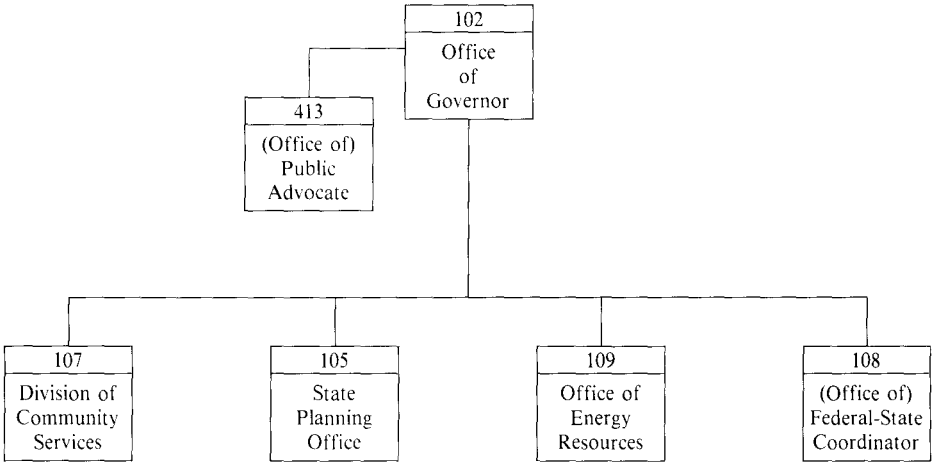 102
Office
of
Governor
413
(Office of)
Public
Advocate
107
Division of
Community
Services
105
State
Planning
Office
109
Office of
Energy
Resources
108
(Office of)
Federal-State
Coordinator